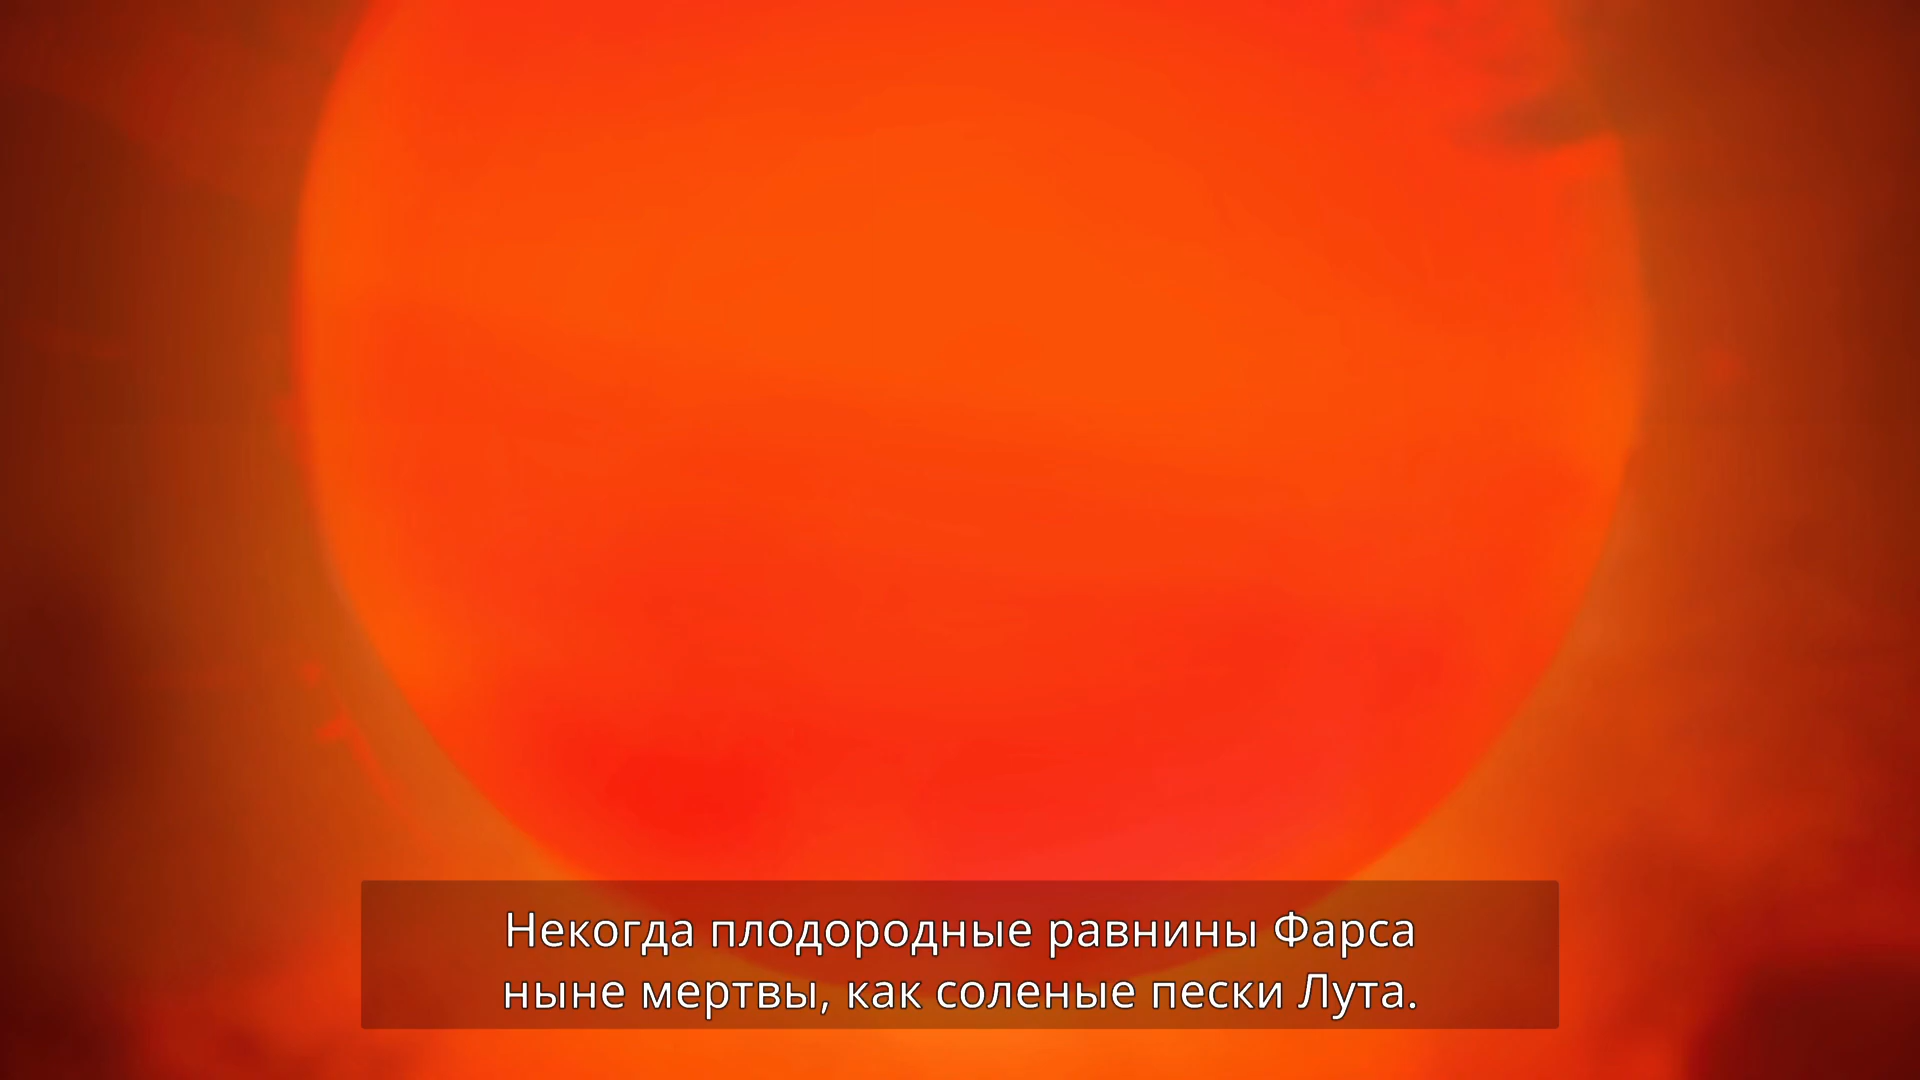 Некогда плодородные равнины Фарса
ныне мертвы, как соленые пески Лута.